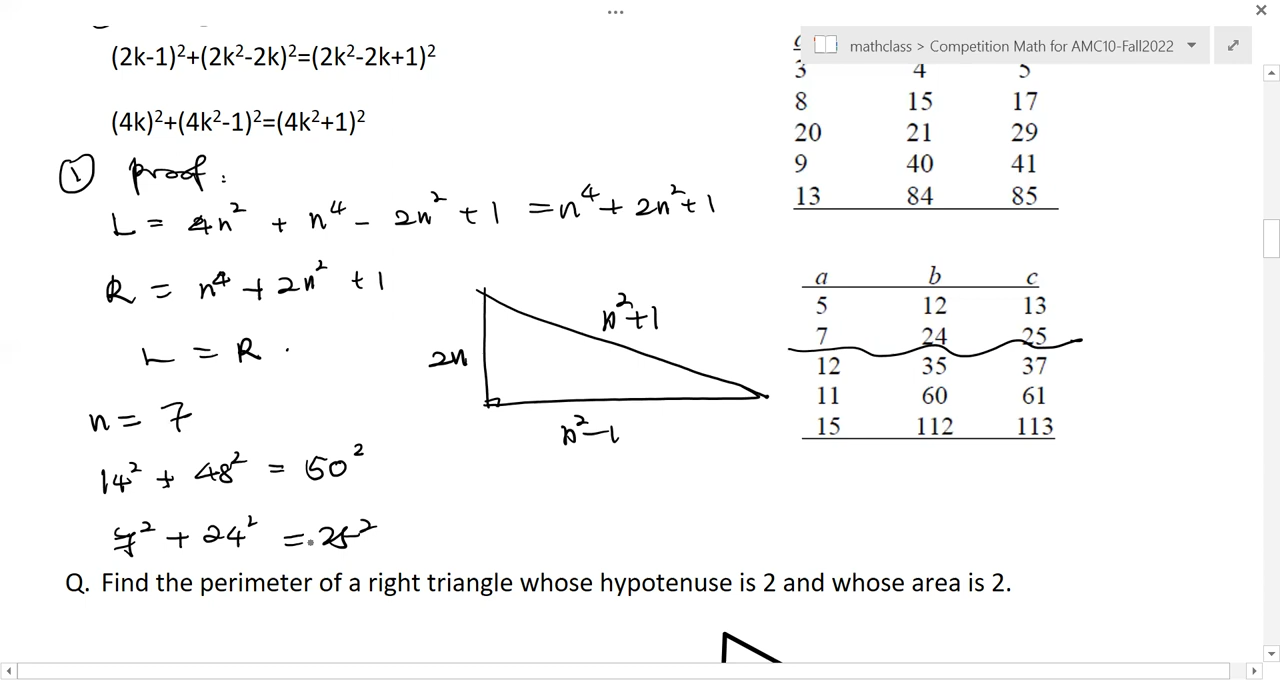 mathclass > Competition Math for AMC10-Fall2022
(2k-1)²+(2k²-2k)²=(2k²-2k+1)²
(4k)²+(4k²-1)²=(4k²+1)²
① proof:
L = 4n² + n⁴ - 2n² + 1 = n⁴ + 2n² + 1
R = n⁴ + 2n² + 1
L = R.
n = 7
14² + 48² = 50²
7² + 24² = 25²
2n
n²+1
n²-1
3 4 5
8 15 17
20 21 29
9 40 41
13 84 85
a b c
5 12 13
7 24 25
12 35 37
11 60 61
15 112 113
Q. Find the perimeter of a right triangle whose hypotenuse is 2 and whose area is 2.